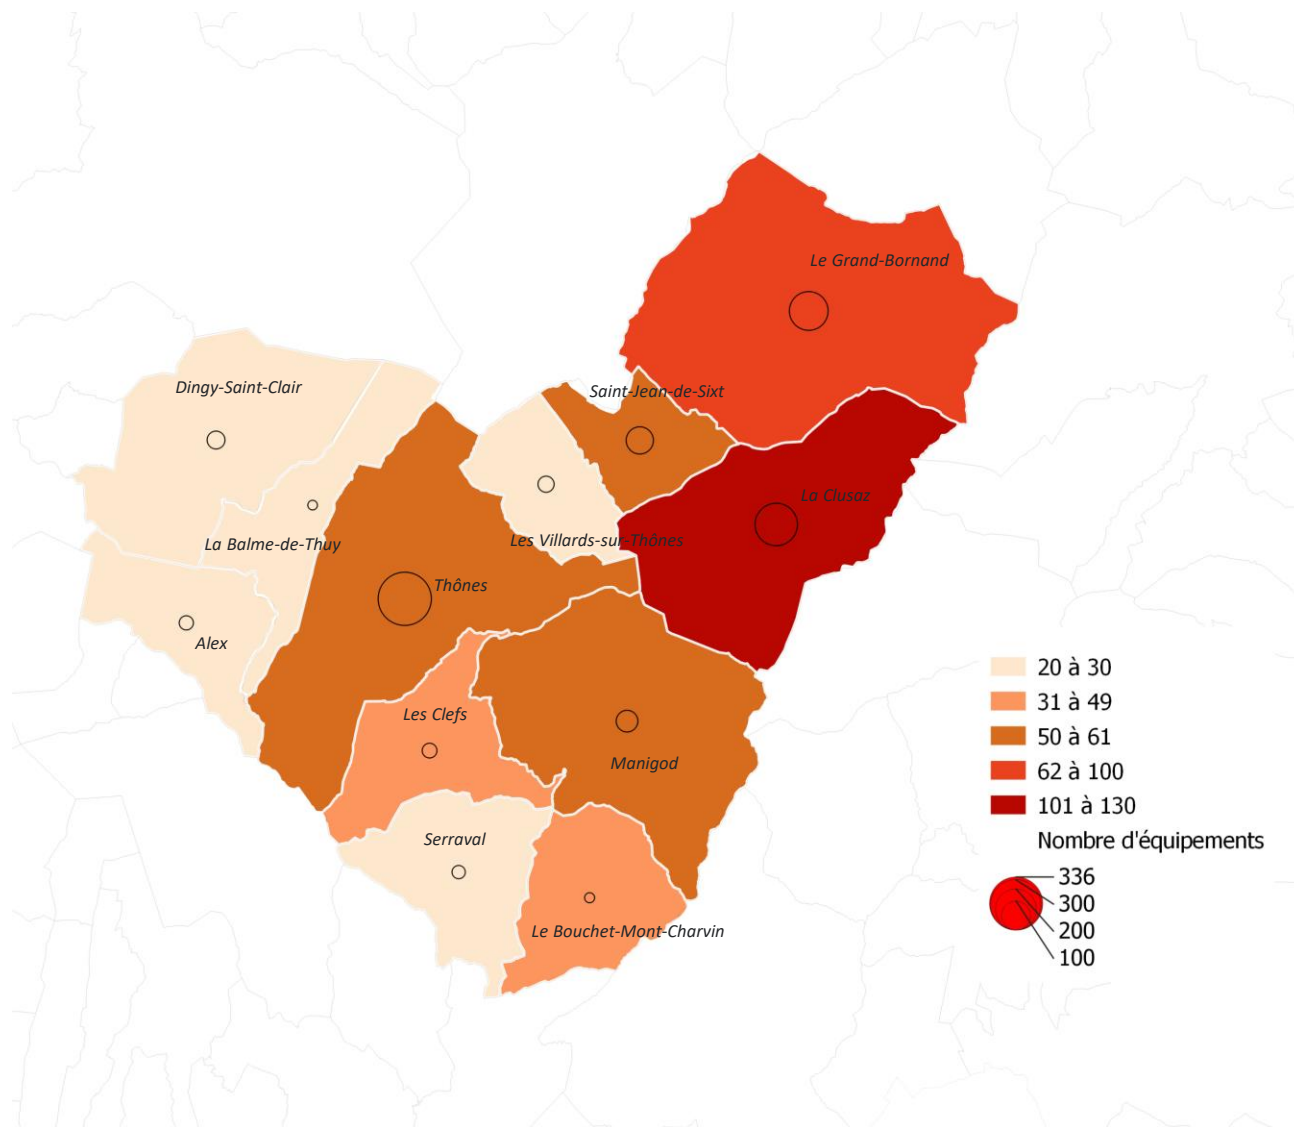 Le Grand-Bornand
Dingy-Saint-Clair
Saint-Jean-de-Sixt
La Clusaz
La Balme-de-Thuy
Les Villards-sur-Thônes
Thônes
Alex
Les Clefs
Manigod
Serraval
Le Bouchet-Mont-Charvin
20 à 30
31 à 49
50 à 61
62 à 100
101 à 130
Nombre d'équipements
336
300
200
100